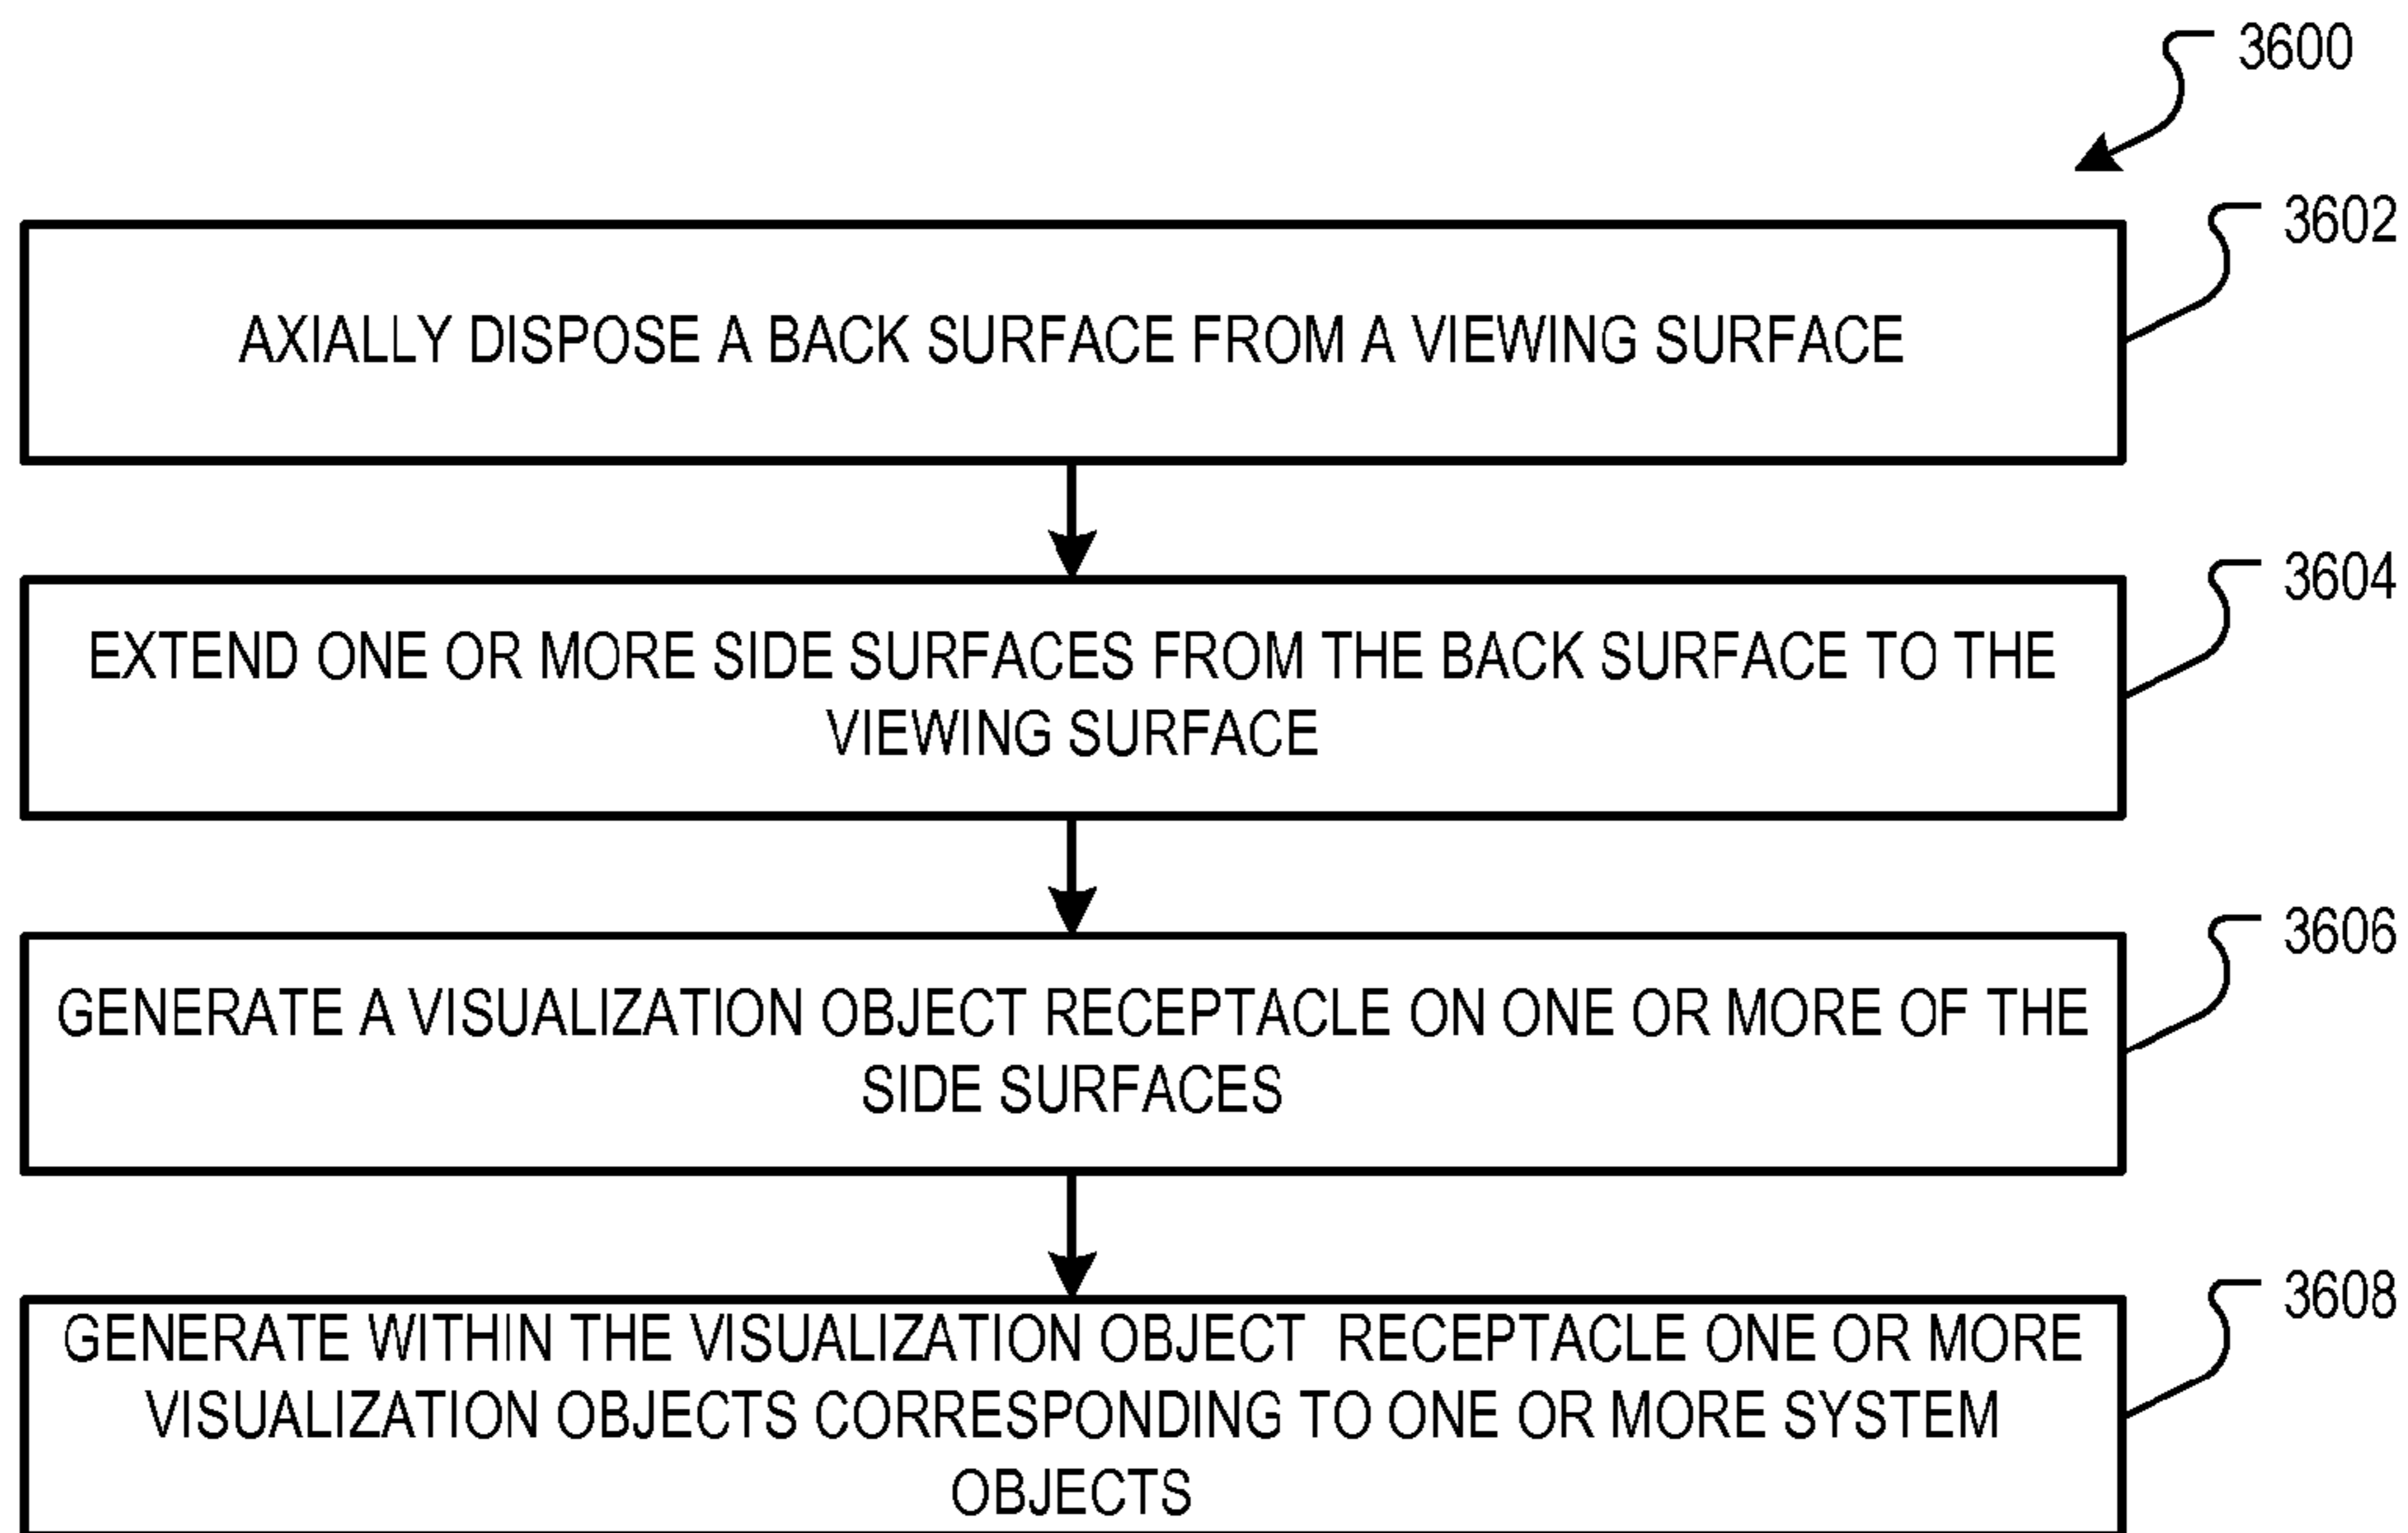 3600
3602
AXIALLY DISPOSE A BACK SURFACE FROM A VIEWING SURFACE
3604
EXTEND ONE OR MORE SIDE SURFACES FROM THE BACK SURFACE TO THE
VIEWING SURFACE
3606
GENERATE A VISUALIZATION OBJECT RECEPTACLE ON ONE OR MORE OF THE
SIDE SURFACES
3608
GENERATE WITHIN THE VISUALIZATION OBJECT RECEPTACLE ONE OR MORE
VISUALIZATION OBJECTS CORRESPONDING TO ONE OR MORE SYSTEM
OBJECTS